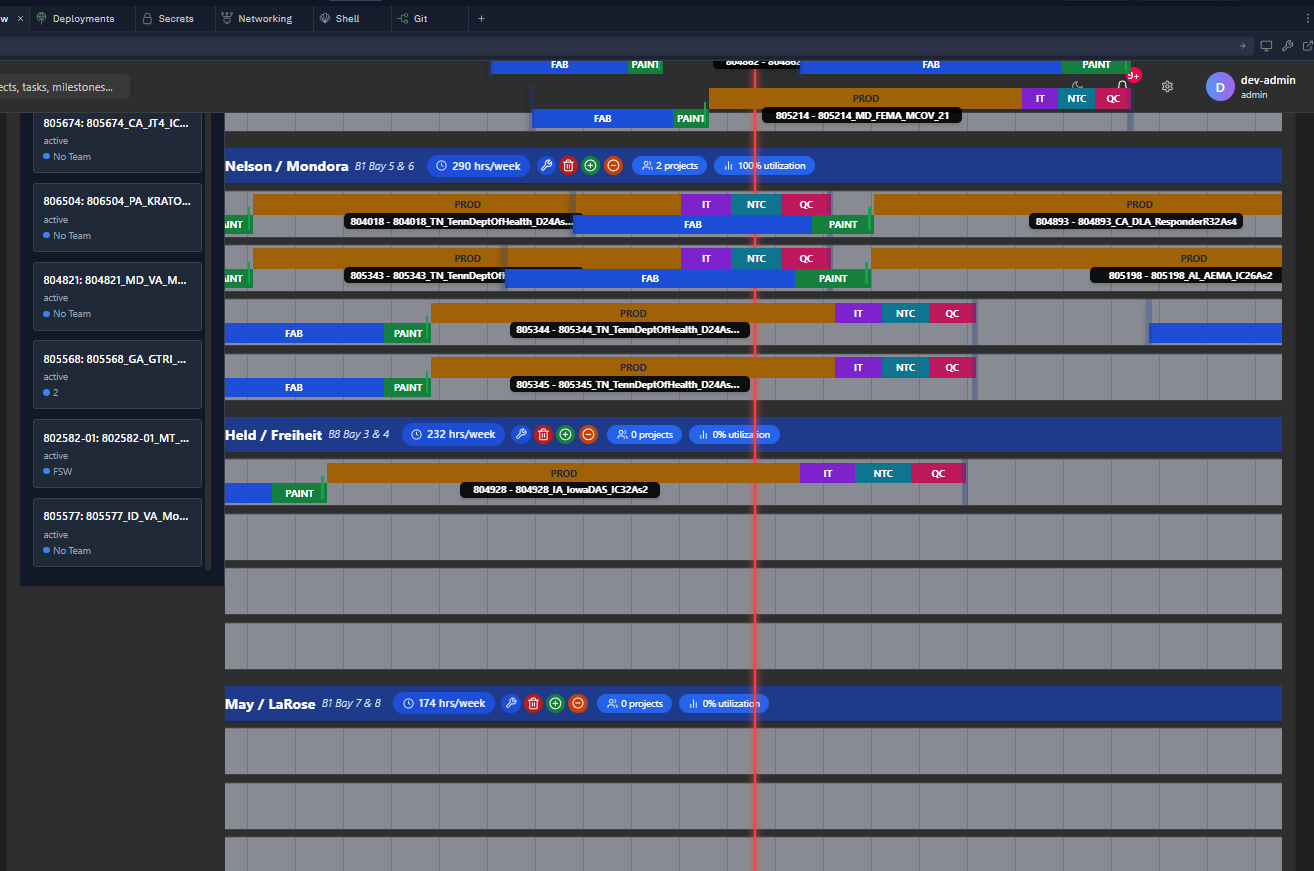 w × Deployments Secrets Networking Shell Git +
ects, tasks, milestones...
9+
D dev-admin
admin
FAB PAINT FAB PAINT
PROD IT NTC QC
FAB PAINT 805214 - 805214_MD_FEMA_MCOV_21
805674: 805674_CA_JT4_IC...
active
No Team
806504: 806504_PA_KRATO...
active
No Team
804821: 804821_MD_VA_M...
active
No Team
805568: 805568_GA_GTRI_...
active
2
802582-01: 802582-01_MT_...
active
FSW
805577: 805577_ID_VA_Mo...
active
No Team
Nelson / Mondora B1 Bay 5 & 6 290 hrs/week 2 projects 100% utilization
PROD IT NTC QC PROD
AINT 804018 - 804018_TN_TennDeptOfHealth_D24As... FAB PAINT 804893 - 804893_CA_DLA_ResponderR32As4
PROD IT NTC QC PROD
AINT 805343 - 805343_TN_TennDeptOf FAB PAINT 805198 - 805198_AL_AEMA_IC26As2
PROD IT NTC QC
FAB PAINT 805344 - 805344_TN_TennDeptOfHealth_D24As...
PROD IT NTC QC
FAB PAINT 805345 - 805345_TN_TennDeptOfHealth_D24As...
Held / Freiheit B8 Bay 3 & 4 232 hrs/week 0 projects 0% utilization
PROD IT NTC QC
PAINT 804928 - 804928_IA_IowaDAS_IC32As2
May / LaRose B1 Bay 7 & 8 174 hrs/week 0 projects 0% utilization